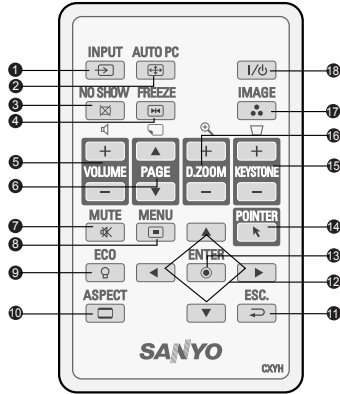 INPUT AUTO PC
1 I/ 18
2
NO SHOW FREEZE IMAGE
3 17
4
+ + + 16
5 VOLUME PAGE D.ZOOM KEYSTONE 15
6
− − −
MUTE MENU POINTER
7 14
8
ECO ENTER 13
9 12
ASPECT ESC.
10 11
SANYO
CXYH